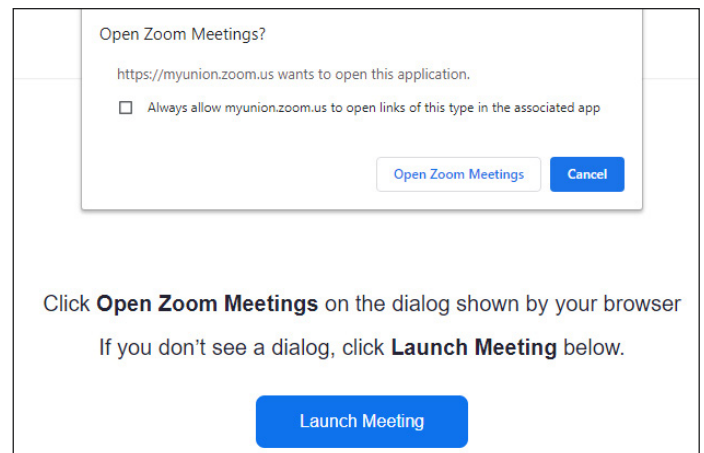 Open Zoom Meetings?
https://myunion.zoom.us wants to open this application.
Always allow myunion.zoom.us to open links of this type in the associated app
Open Zoom Meetings Cancel
Click Open Zoom Meetings on the dialog shown by your browser
If you don't see a dialog, click Launch Meeting below.
Launch Meeting